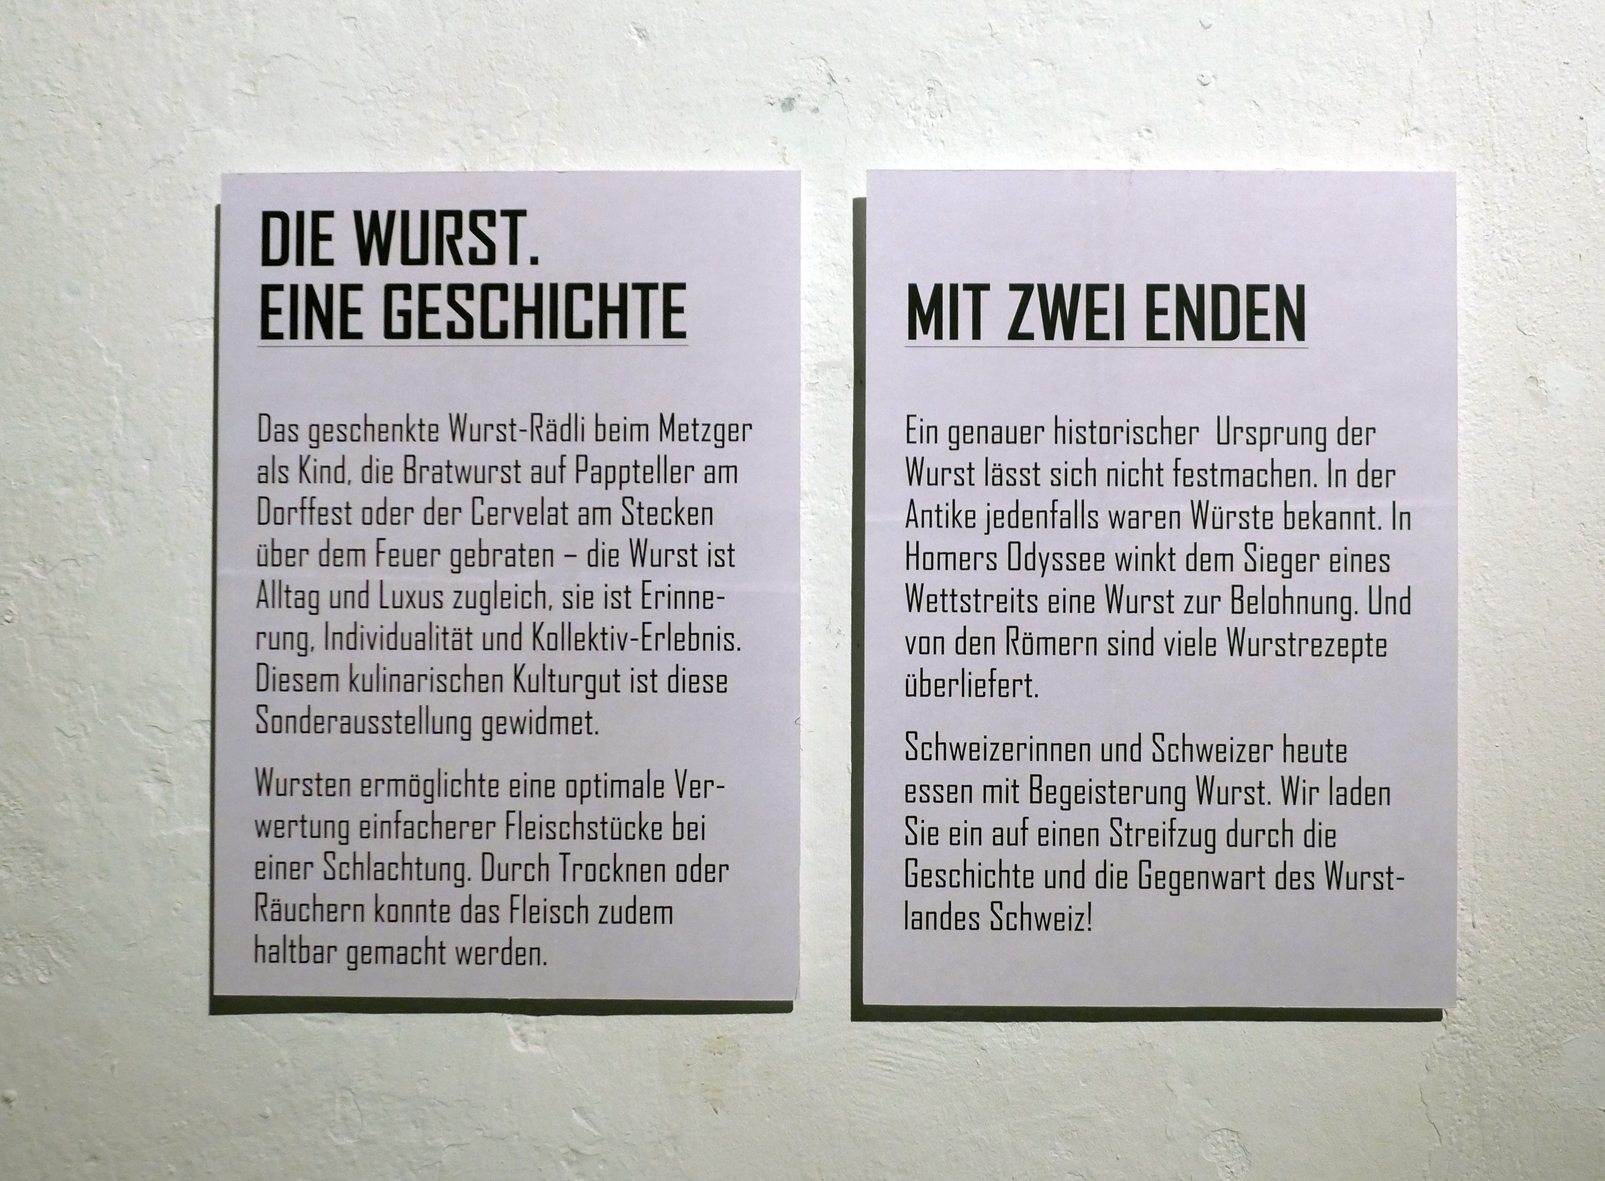 DIE WURST.
EINE GESCHICHTE
Das geschenkte Wurst-Rädli beim Metzger
als Kind, die Bratwurst auf Pappteller am
Dorffest oder der Cervelat am Stecken
über dem Feuer gebraten – die Wurst ist
Alltag und Luxus zugleich, sie ist Erinne-
rung, Individualität und Kollektiv-Erlebnis.
Diesem kulinarischen Kulturgut ist diese
Sonderausstellung gewidmet.
Wursten ermöglichte eine optimale Ver-
wertung einfacherer Fleischstücke bei
einer Schlachtung. Durch Trocknen oder
Räuchern konnte das Fleisch zudem
haltbar gemacht werden.
MIT ZWEI ENDEN
Ein genauer historischer Ursprung der
Wurst lässt sich nicht festmachen. In der
Antike jedenfalls waren Würste bekannt. In
Homers Odyssee winkt dem Sieger eines
Wettstreits eine Wurst zur Belohnung. Und
von den Römern sind viele Wurstrezepte
überliefert.
Schweizerinnen und Schweizer heute
essen mit Begeisterung Wurst. Wir laden
Sie ein auf einen Streifzug durch die
Geschichte und die Gegenwart des Wurst-
landes Schweiz!